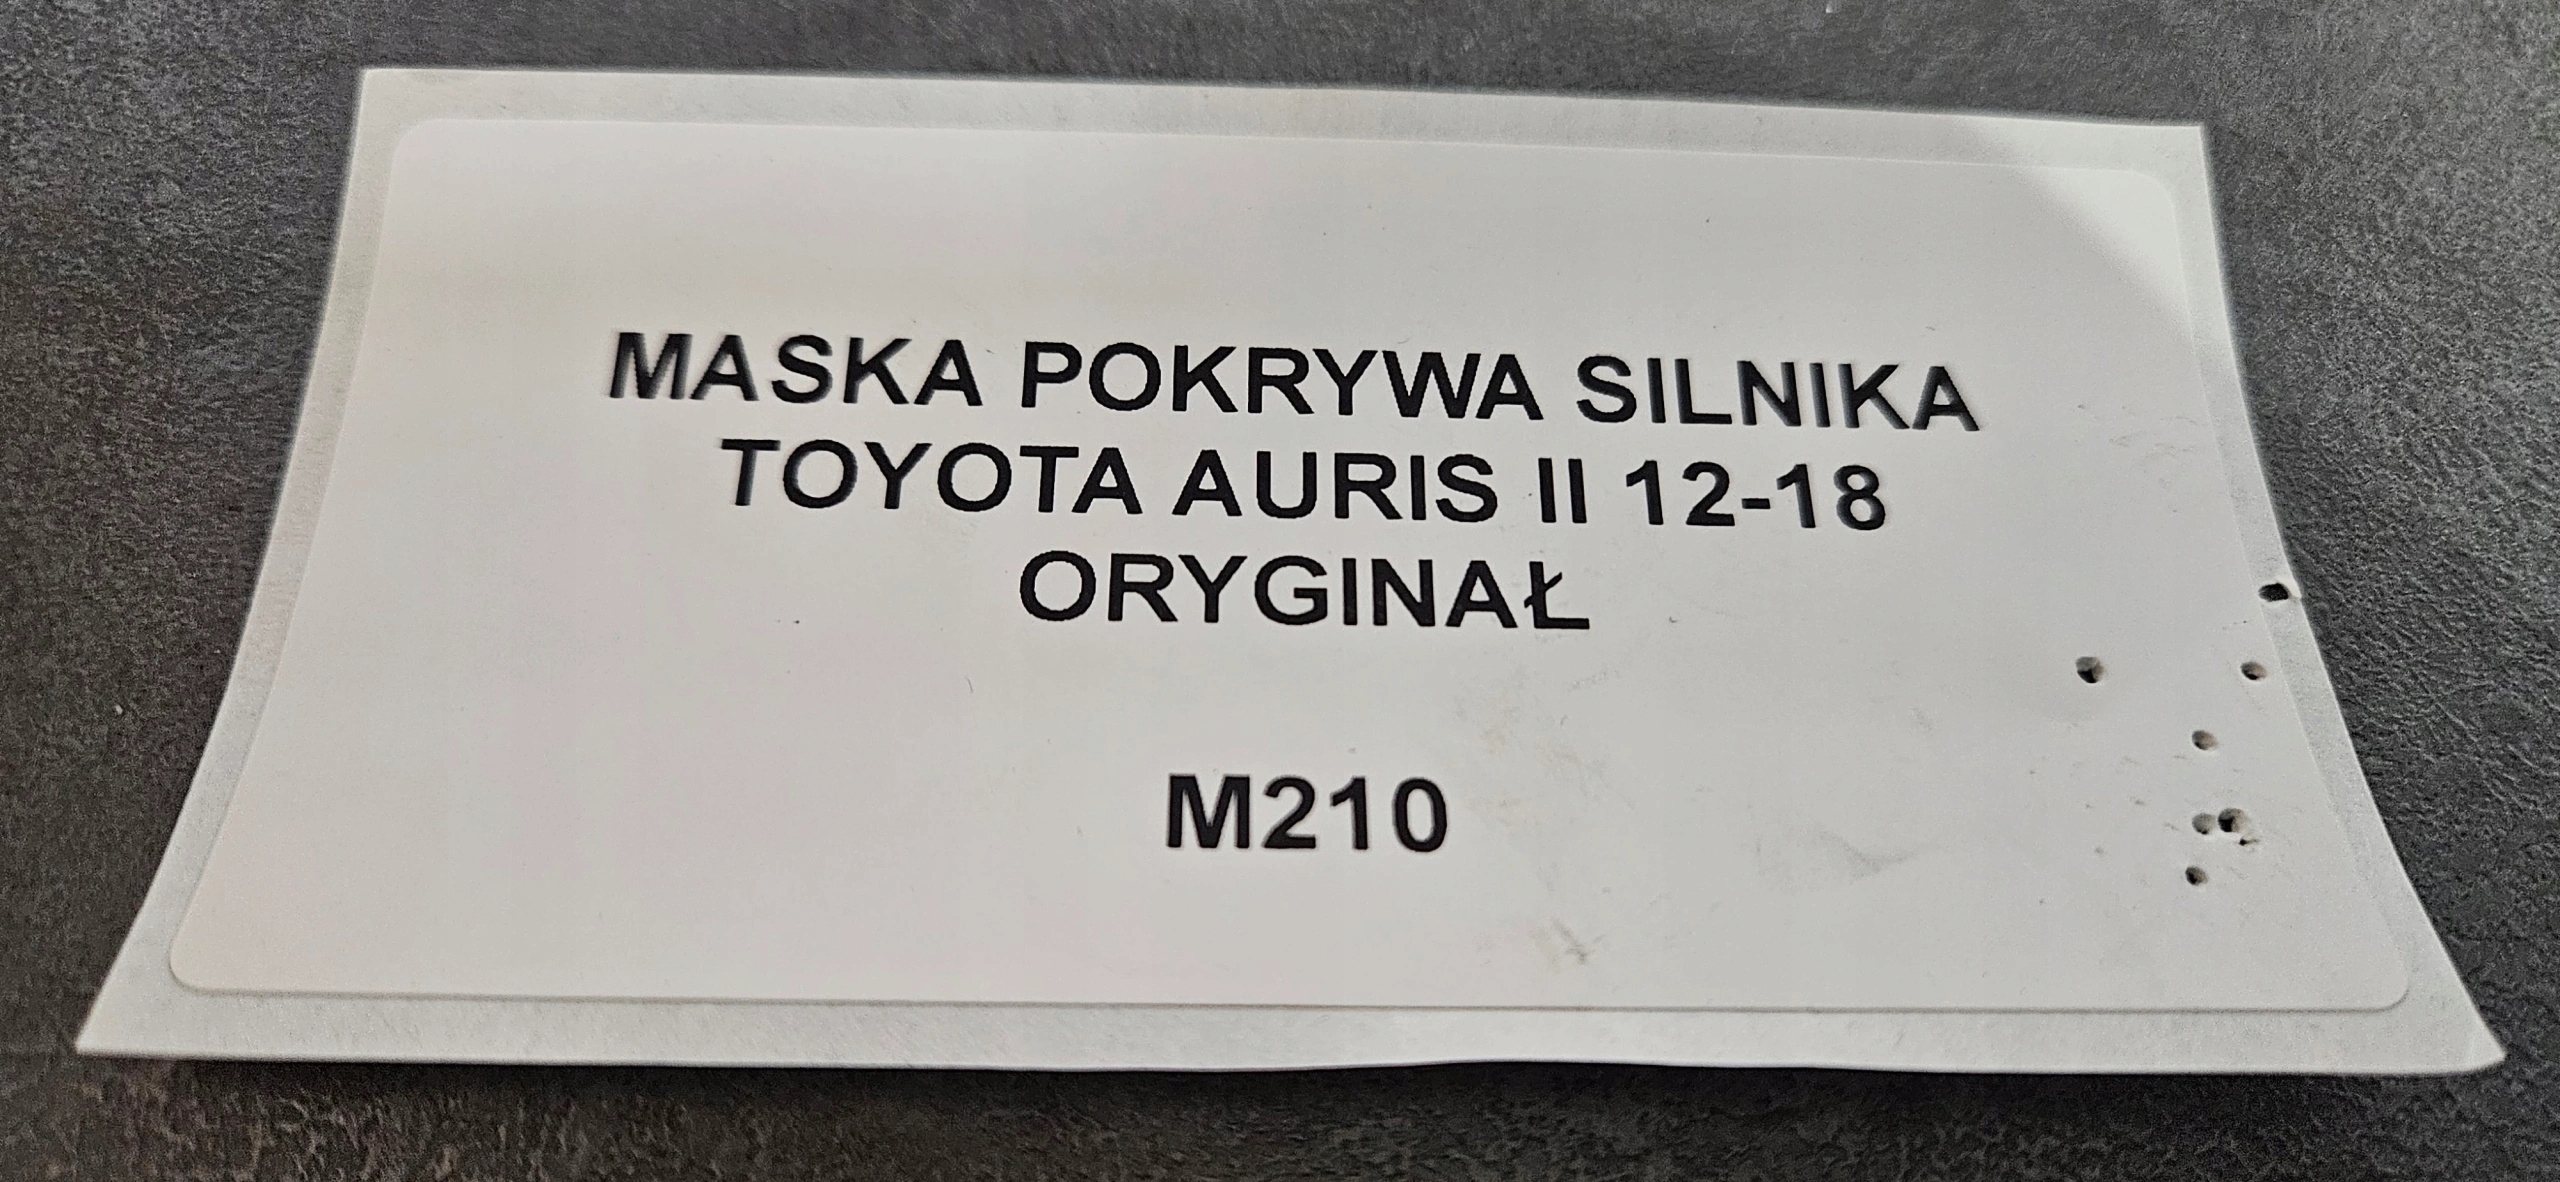 MASKA POKRYWA SILNIKA
TOYOTA AURIS II 12-18
ORYGINAŁ
M210